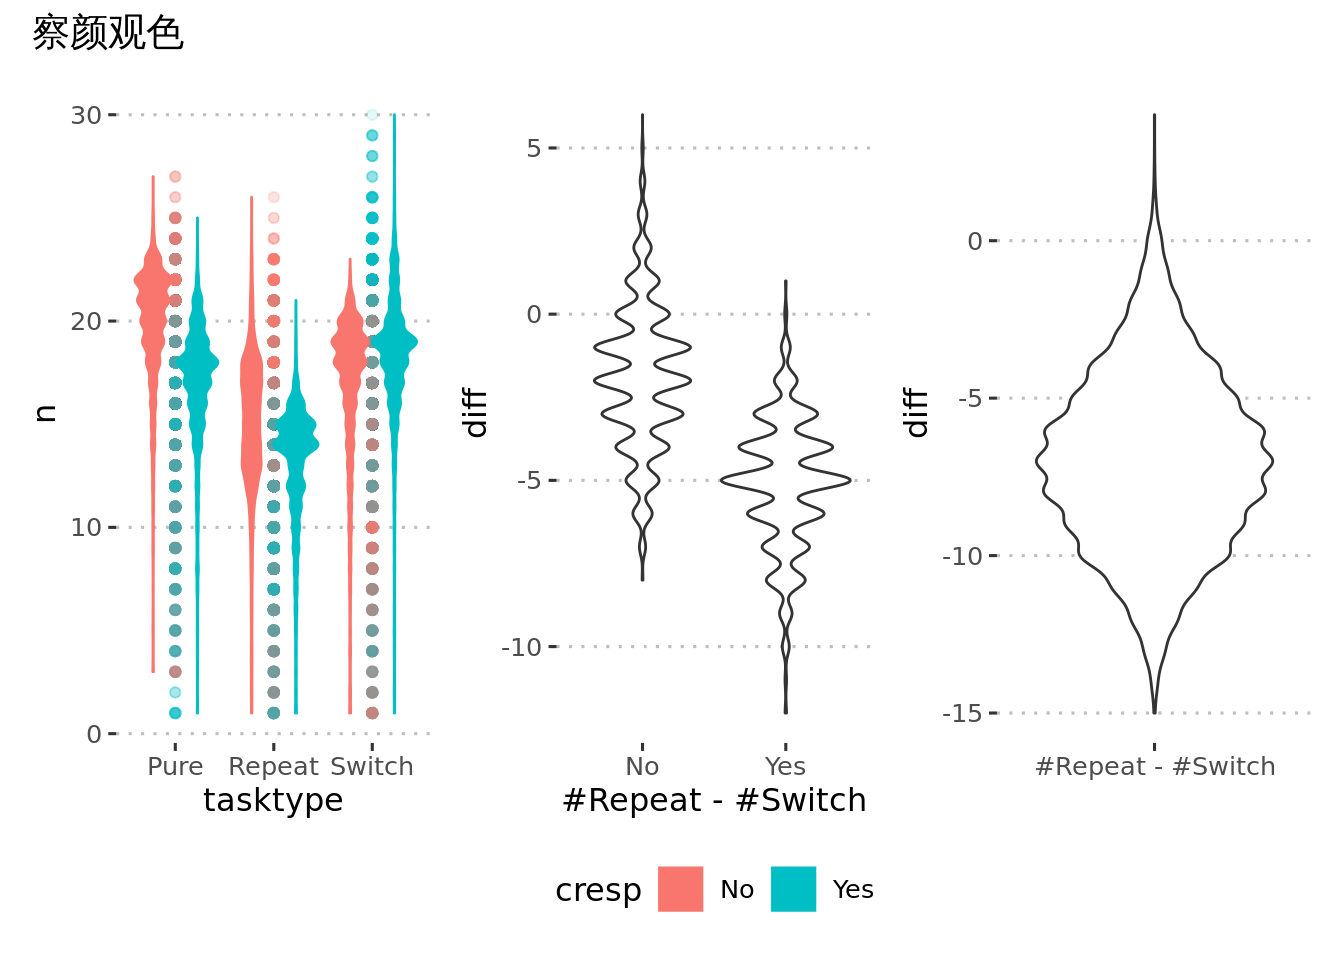 察颜观色
30
20
10
0
n
Pure Repeat Switch
tasktype
5
0
-5
-10
diff
No Yes
#Repeat - #Switch
0
-5
-10
-15
diff
#Repeat - #Switch
cresp No Yes